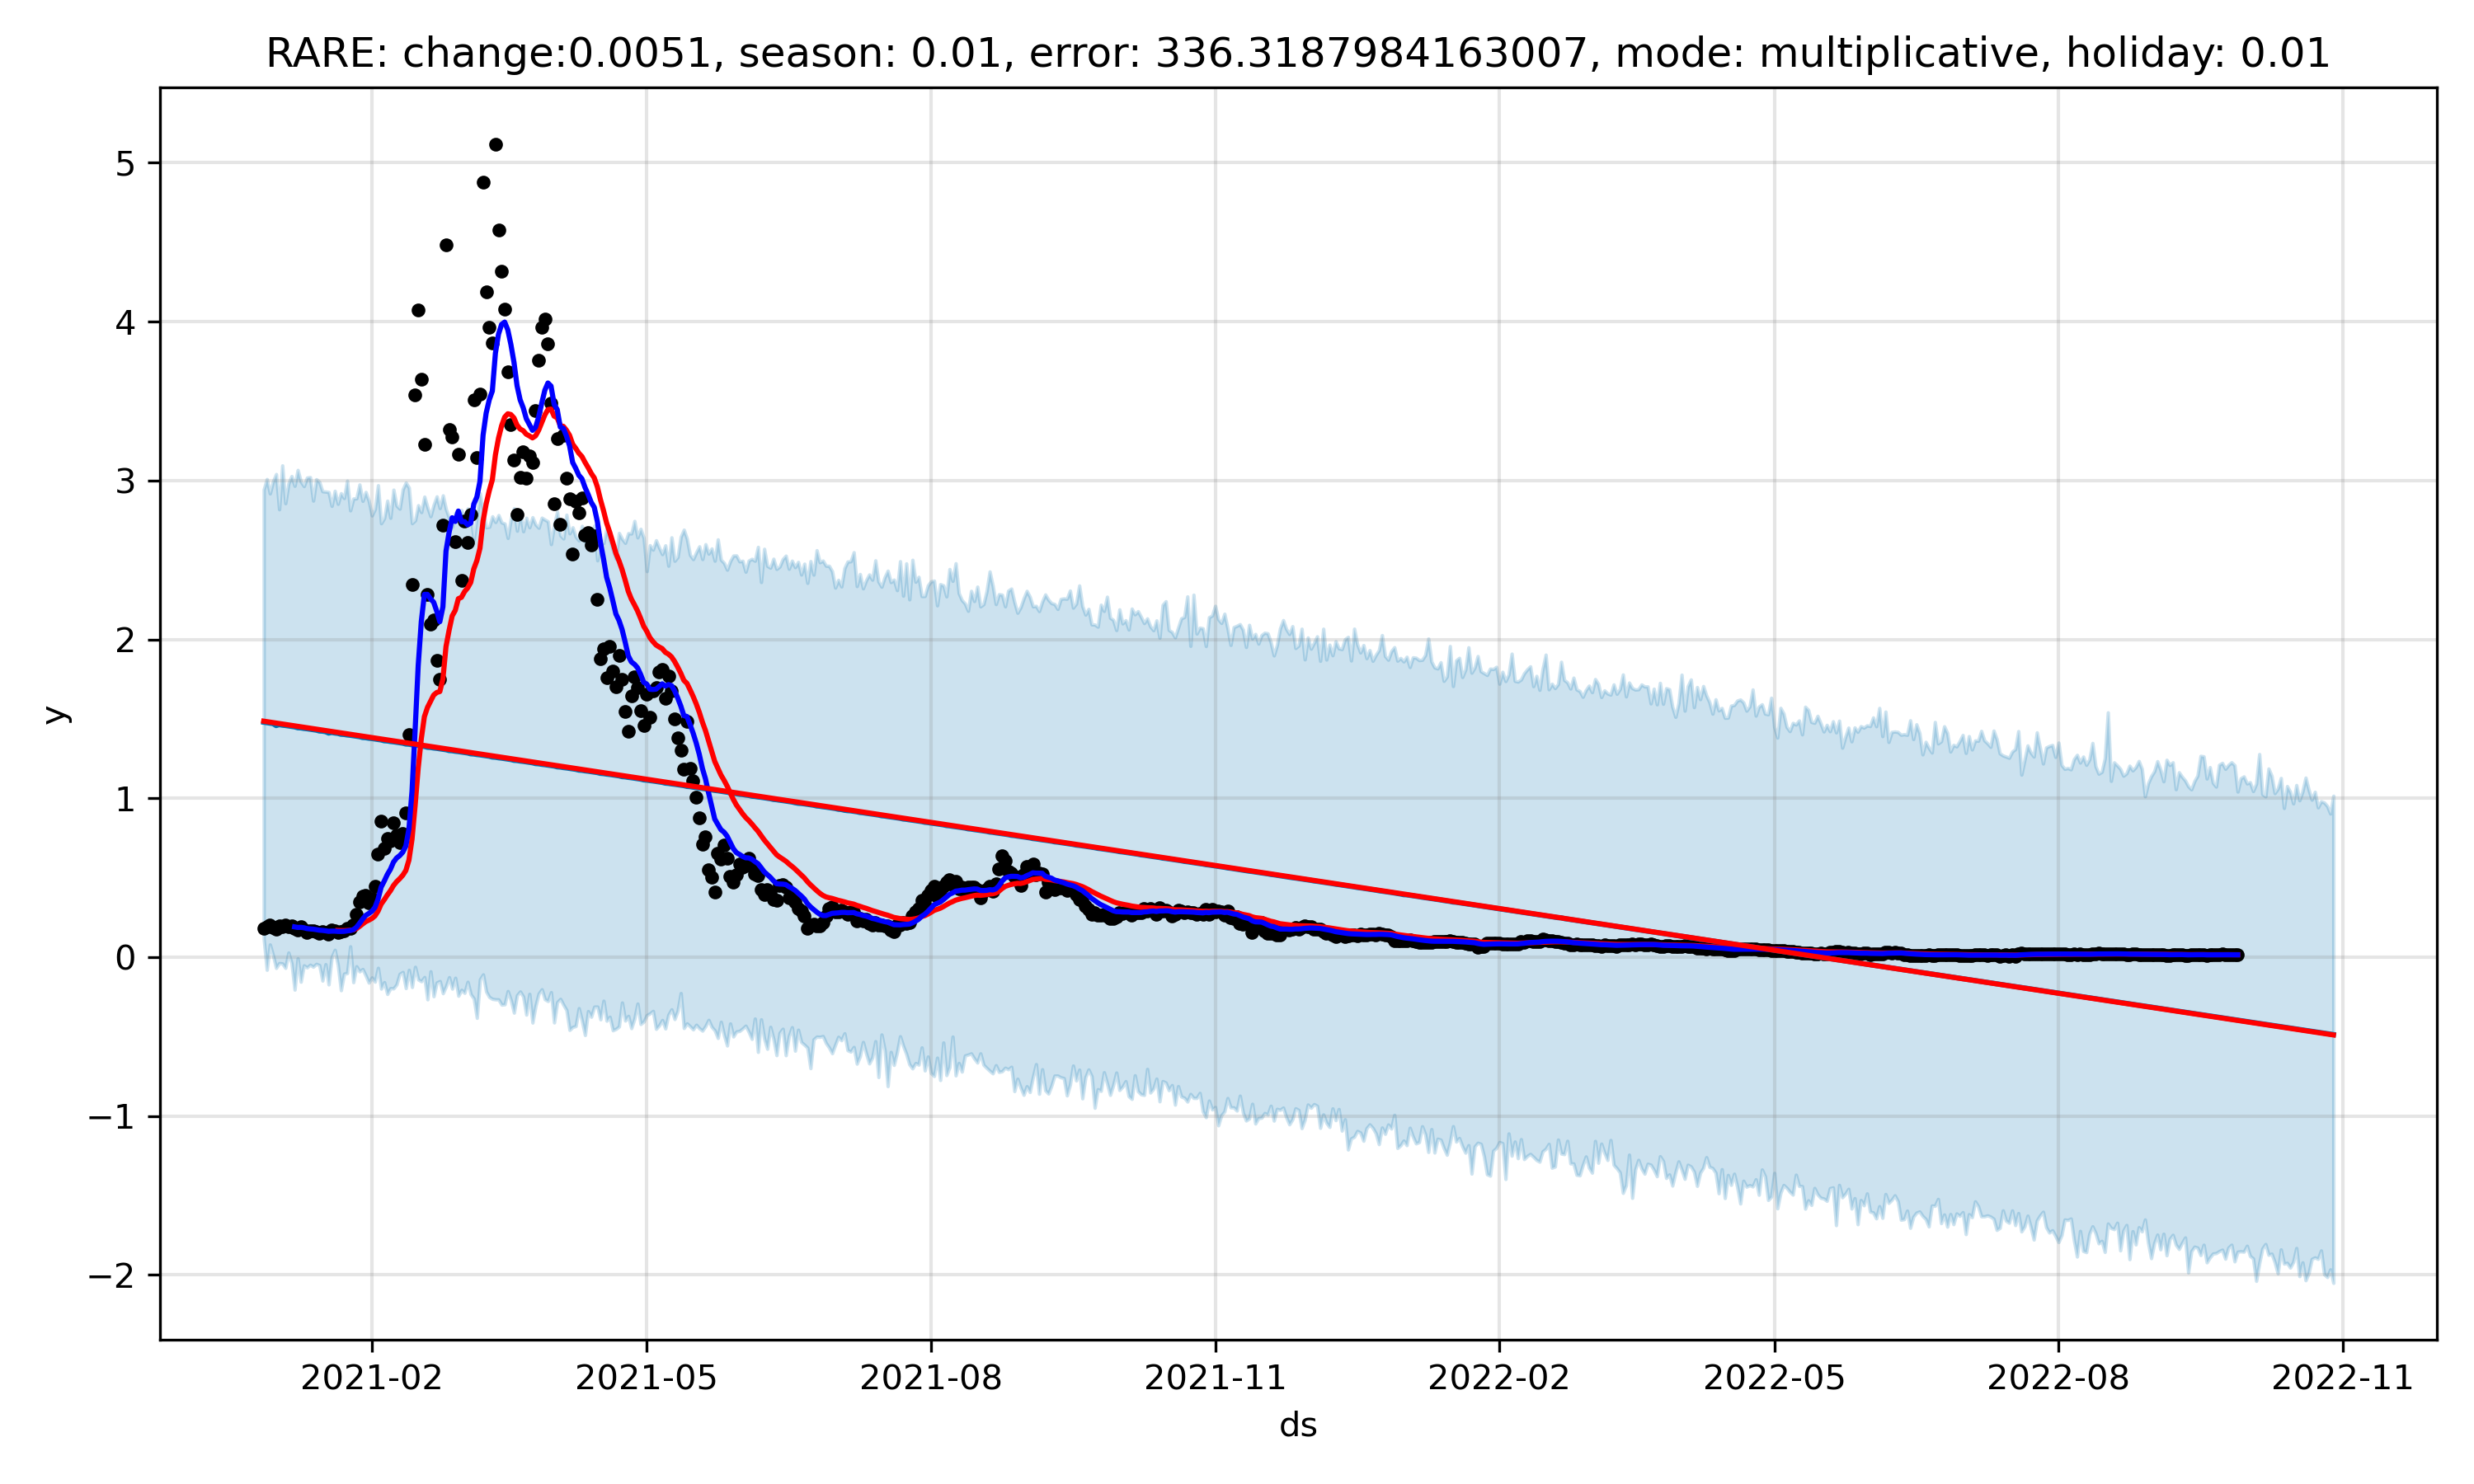 RARE: change:0.0051, season: 0.01, error: 336.3187984163007, mode: multiplicative, holiday: 0.01
5
4
3
2
1
0
−1
−2
y
2021-02 2021-05 2021-08 2021-11 2022-02 2022-05 2022-08 2022-11
ds